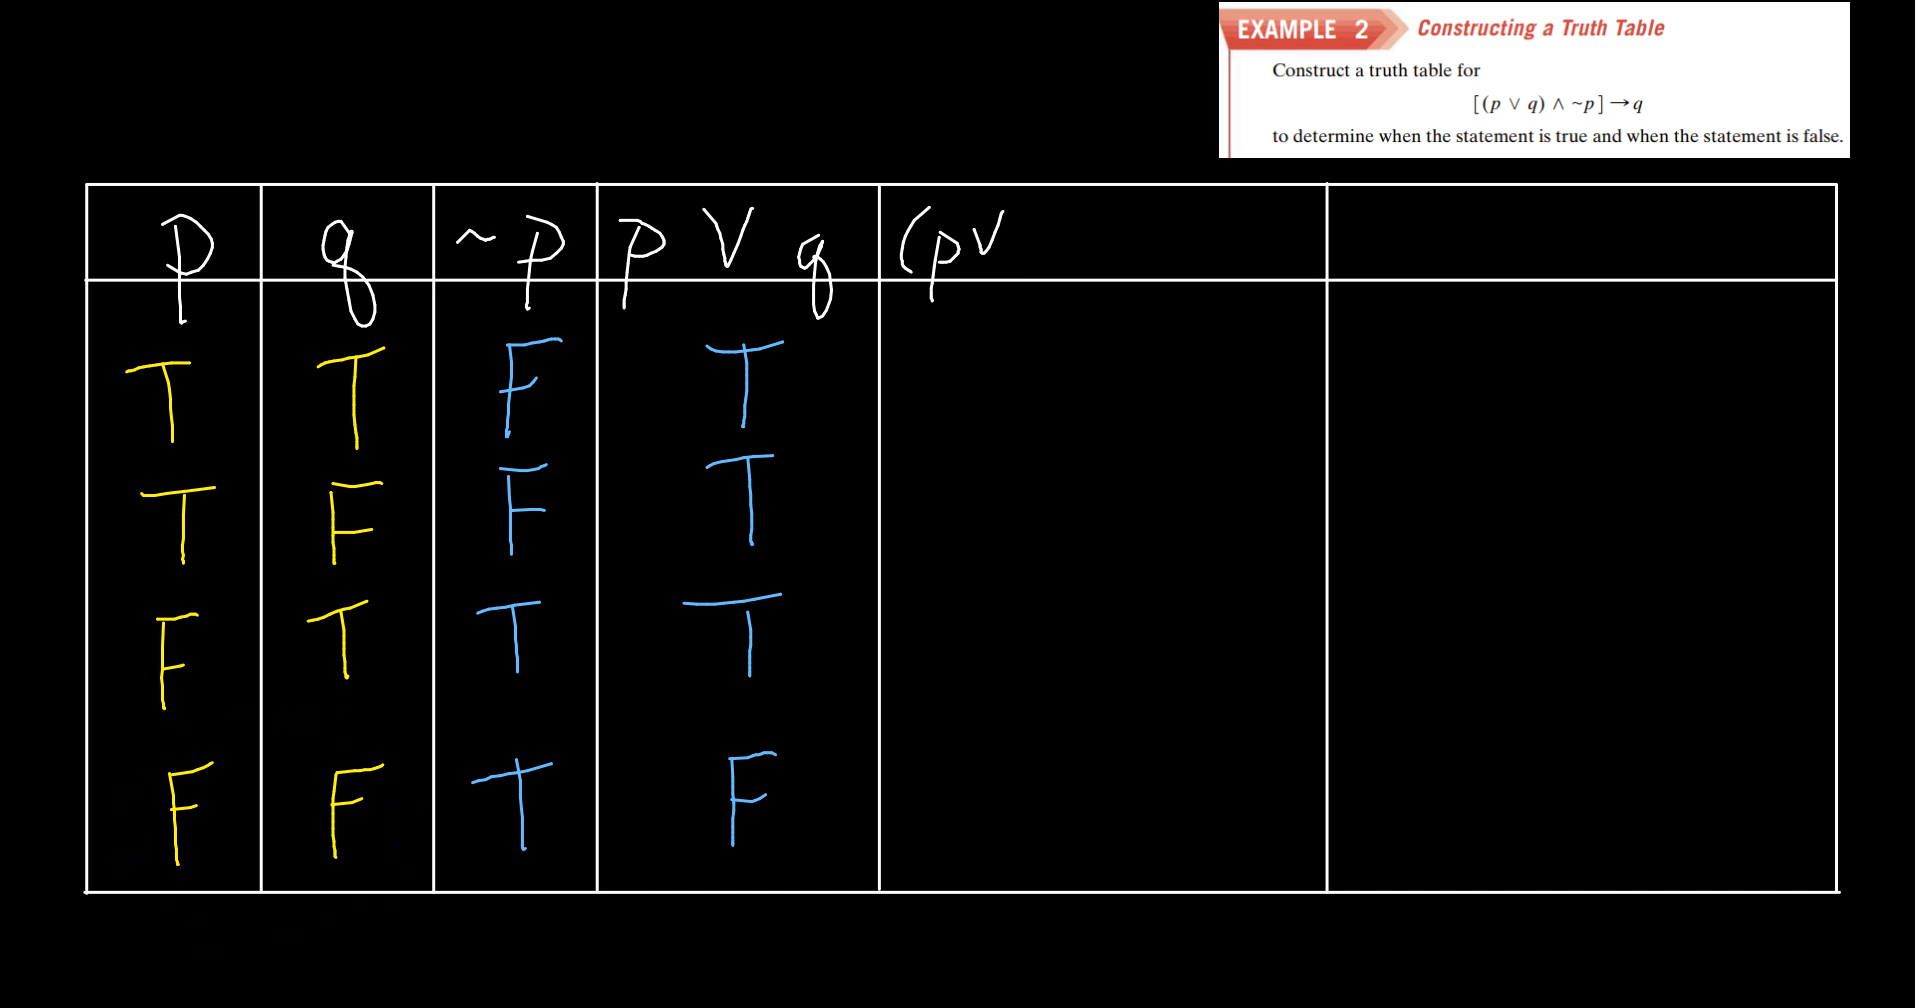 EXAMPLE 2 Constructing a Truth Table
Construct a truth table for
[(p ∨ q) ∧ ~p] → q
to determine when the statement is true and when the statement is false.
p q ~p p ∨ q (p ∨
T T F T
T F F T
F T T T
F F T F